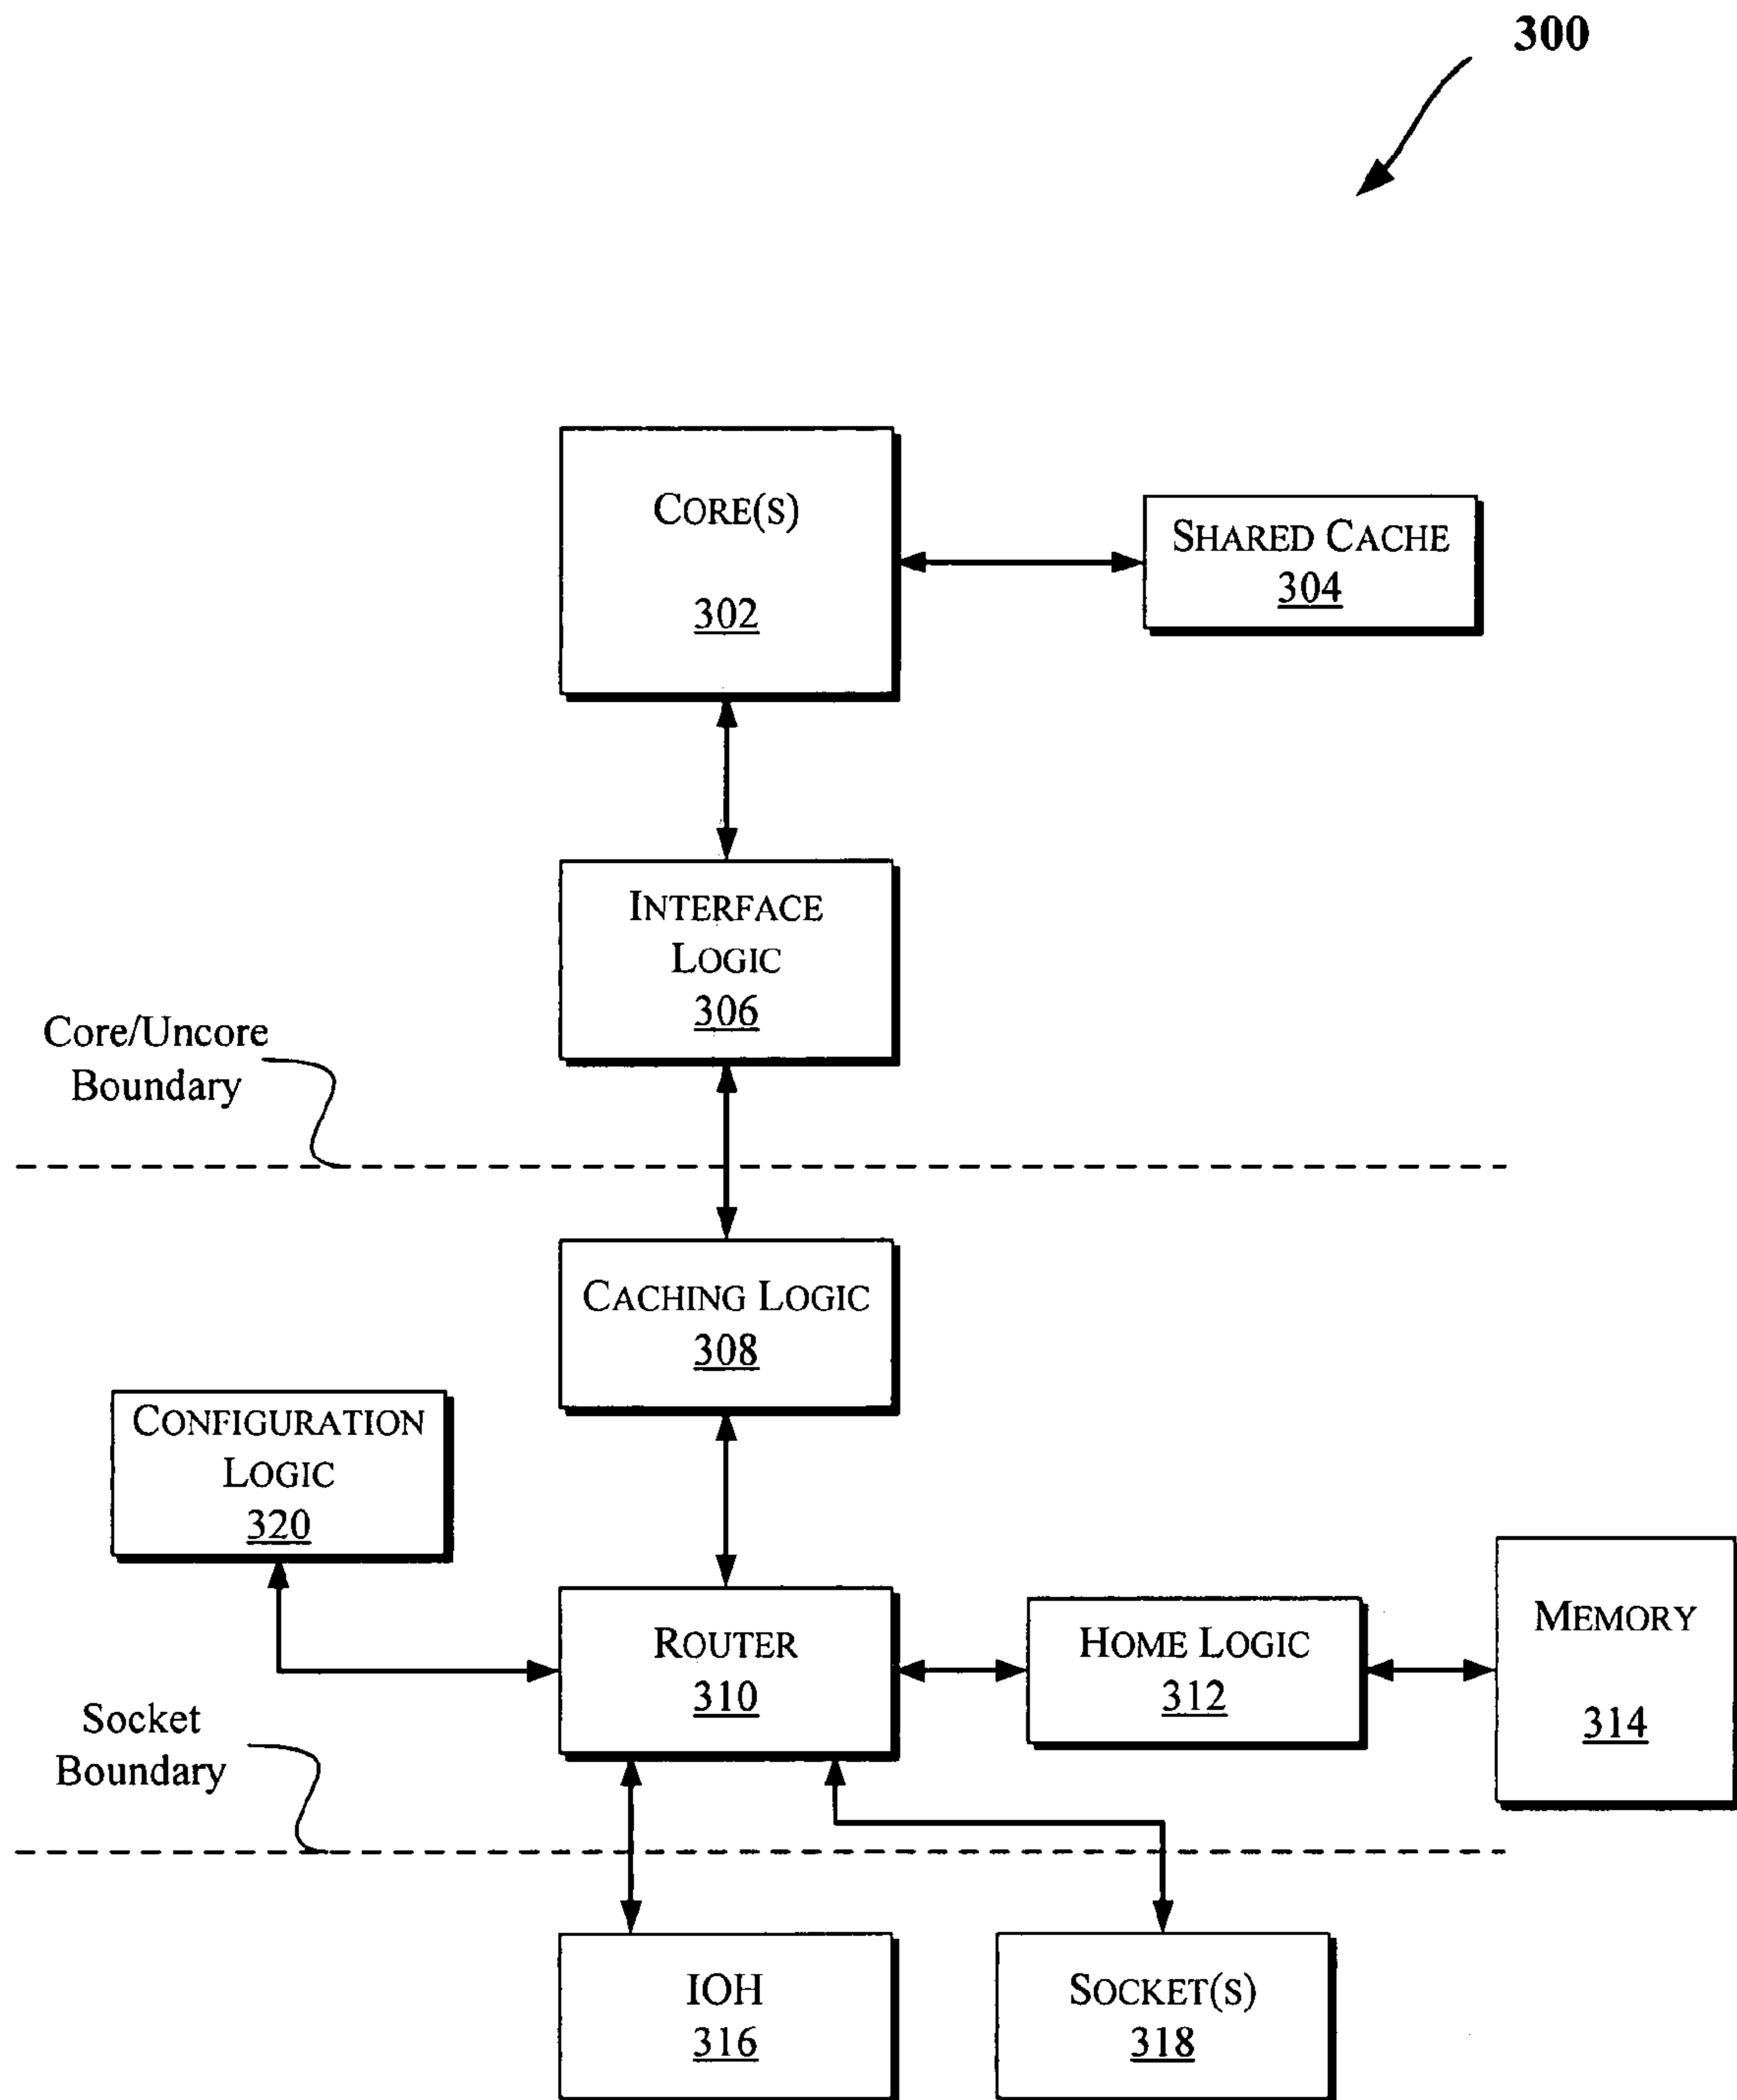 300
CORE(S)
302
SHARED CACHE
304
INTERFACE
LOGIC
306
Core/Uncore
Boundary
CACHING LOGIC
308
CONFIGURATION
LOGIC
320
ROUTER
310
HOME LOGIC
312
MEMORY
314
Socket
Boundary
IOH
316
SOCKET(S)
318